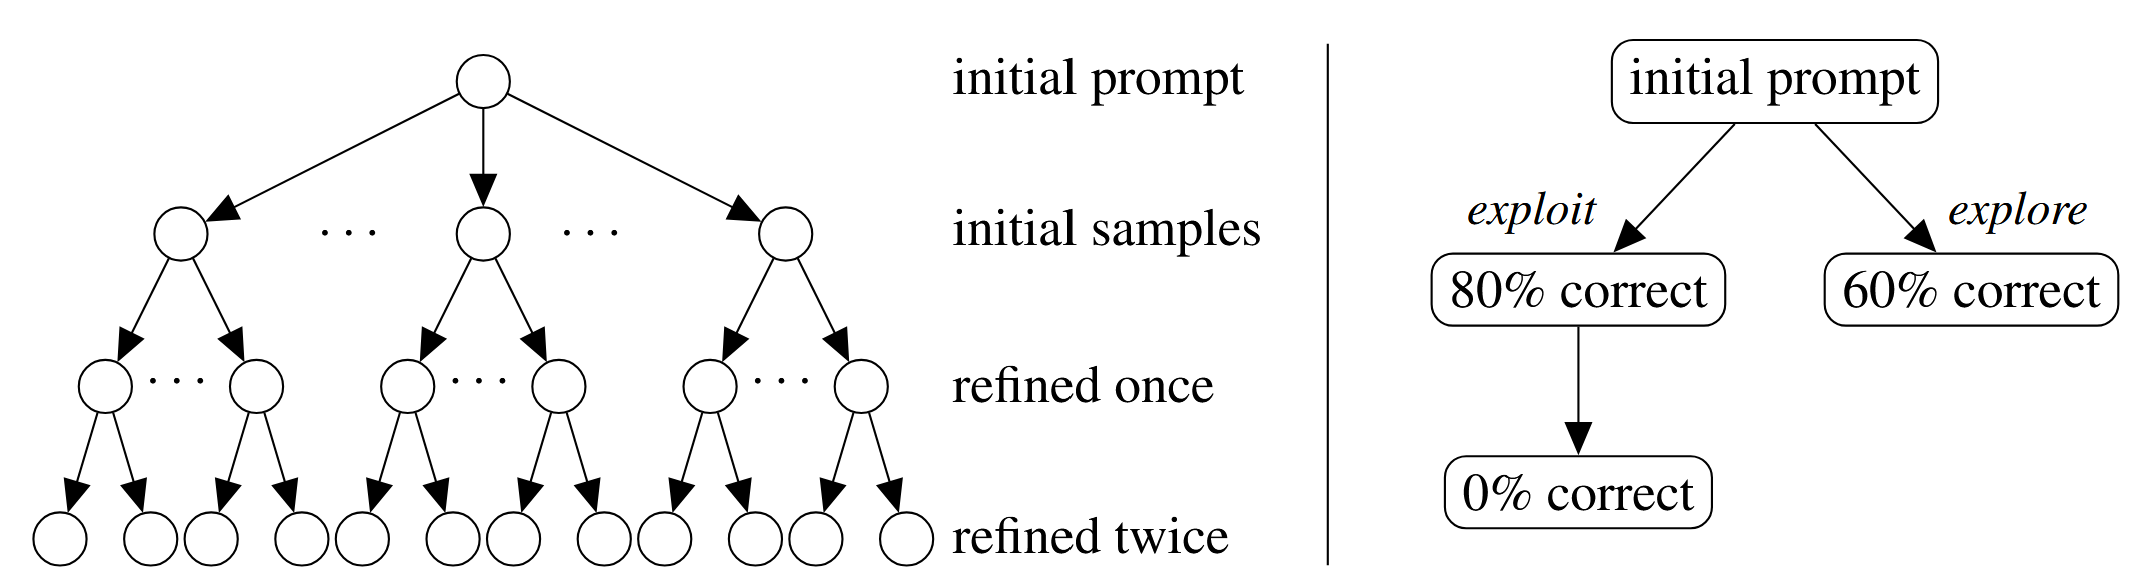 initial prompt
· · ·
· · ·
initial samples
· · ·
· · ·
· · ·
refined once
refined twice
initial prompt
exploit
explore
80% correct
60% correct
0% correct